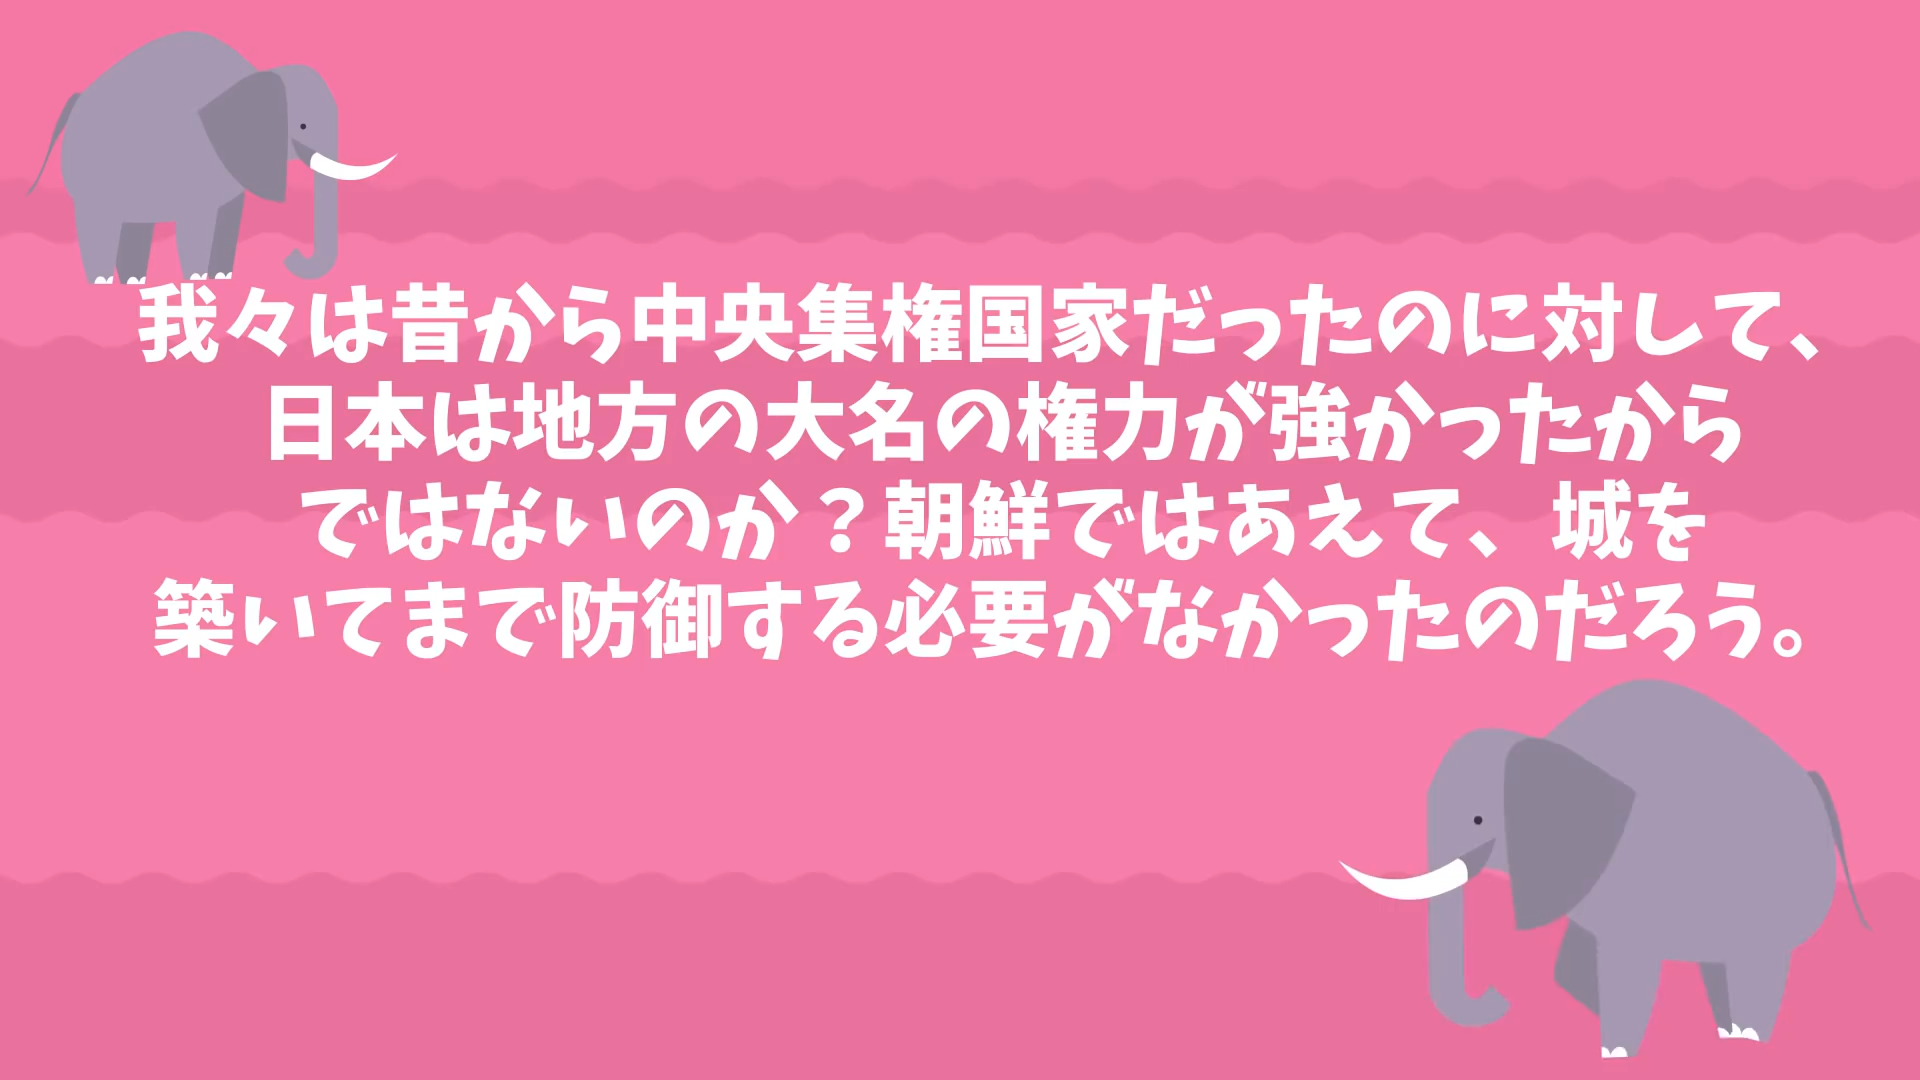 我々は昔から中央集権国家だったのに対して、
日本は地方の大名の権力が強かったから
ではないのか？朝鮮ではあえて、城を
築いてまで防御する必要がなかったのだろう。